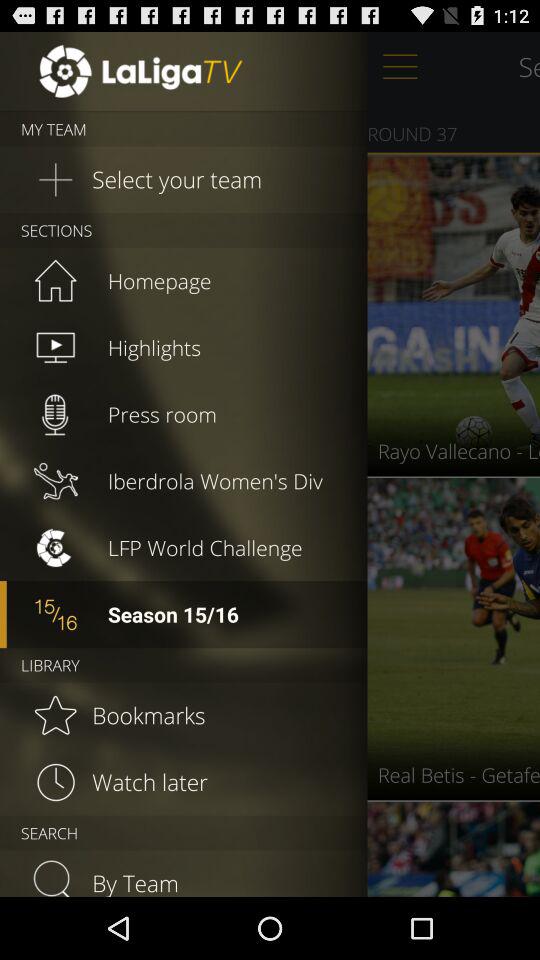 1:12
LaLigaTV
Se
MY TEAM
ROUND 37
Select your team
SECTIONS
Homepage
Highlights
Press room
Rayo Vallecano - L
Iberdrola Women's Div
LFP World Challenge
15/16 Season 15/16
LIBRARY
Bookmarks
Watch later
Real Betis - Getafe
SEARCH
By Team